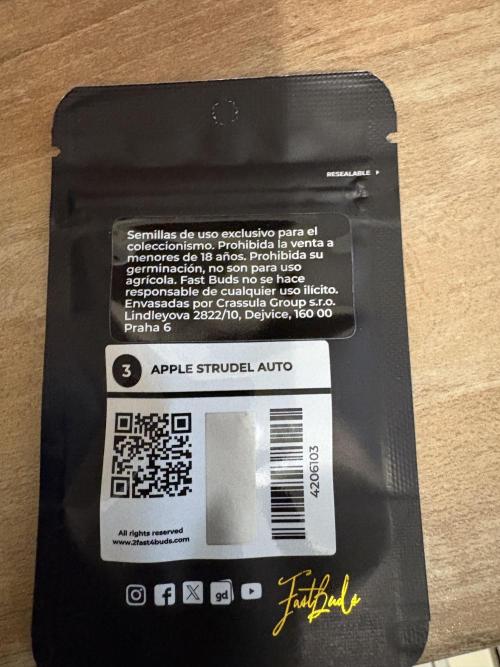 RESEALABLE
Semillas de uso exclusivo para el
coleccionismo. Prohibida la venta a
menores de 18 años. Prohibida su
germinación, no son para uso
agrícola. Fast Buds no se hace
responsable de cualquier uso ilícito.
Envasadas por Crassula Group s.r.o.
Lindleyova 2822/10, Dejvice, 160 00
Praha 6
3 APPLE STRUDEL AUTO
4206103
All rights reserved
www.2fast4buds.com
gd
FastBuds